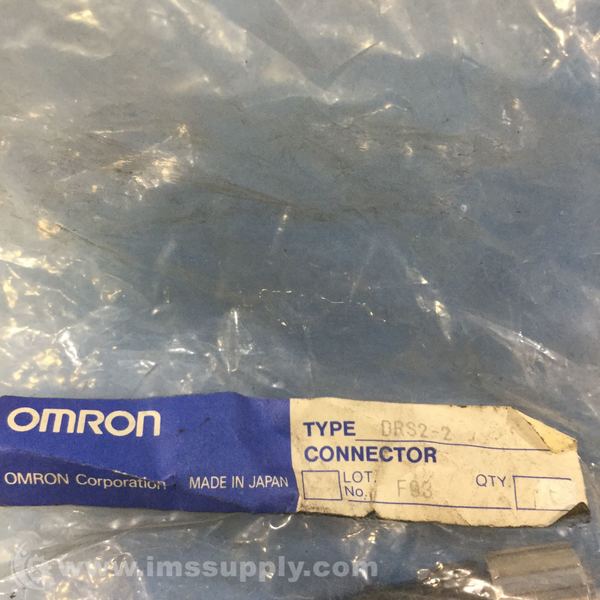 OMRON
OMRON Corporation MADE IN JAPAN
TYPE DRS2-2
CONNECTOR
LOT. No. F93 QTY.
www.imssupply.com